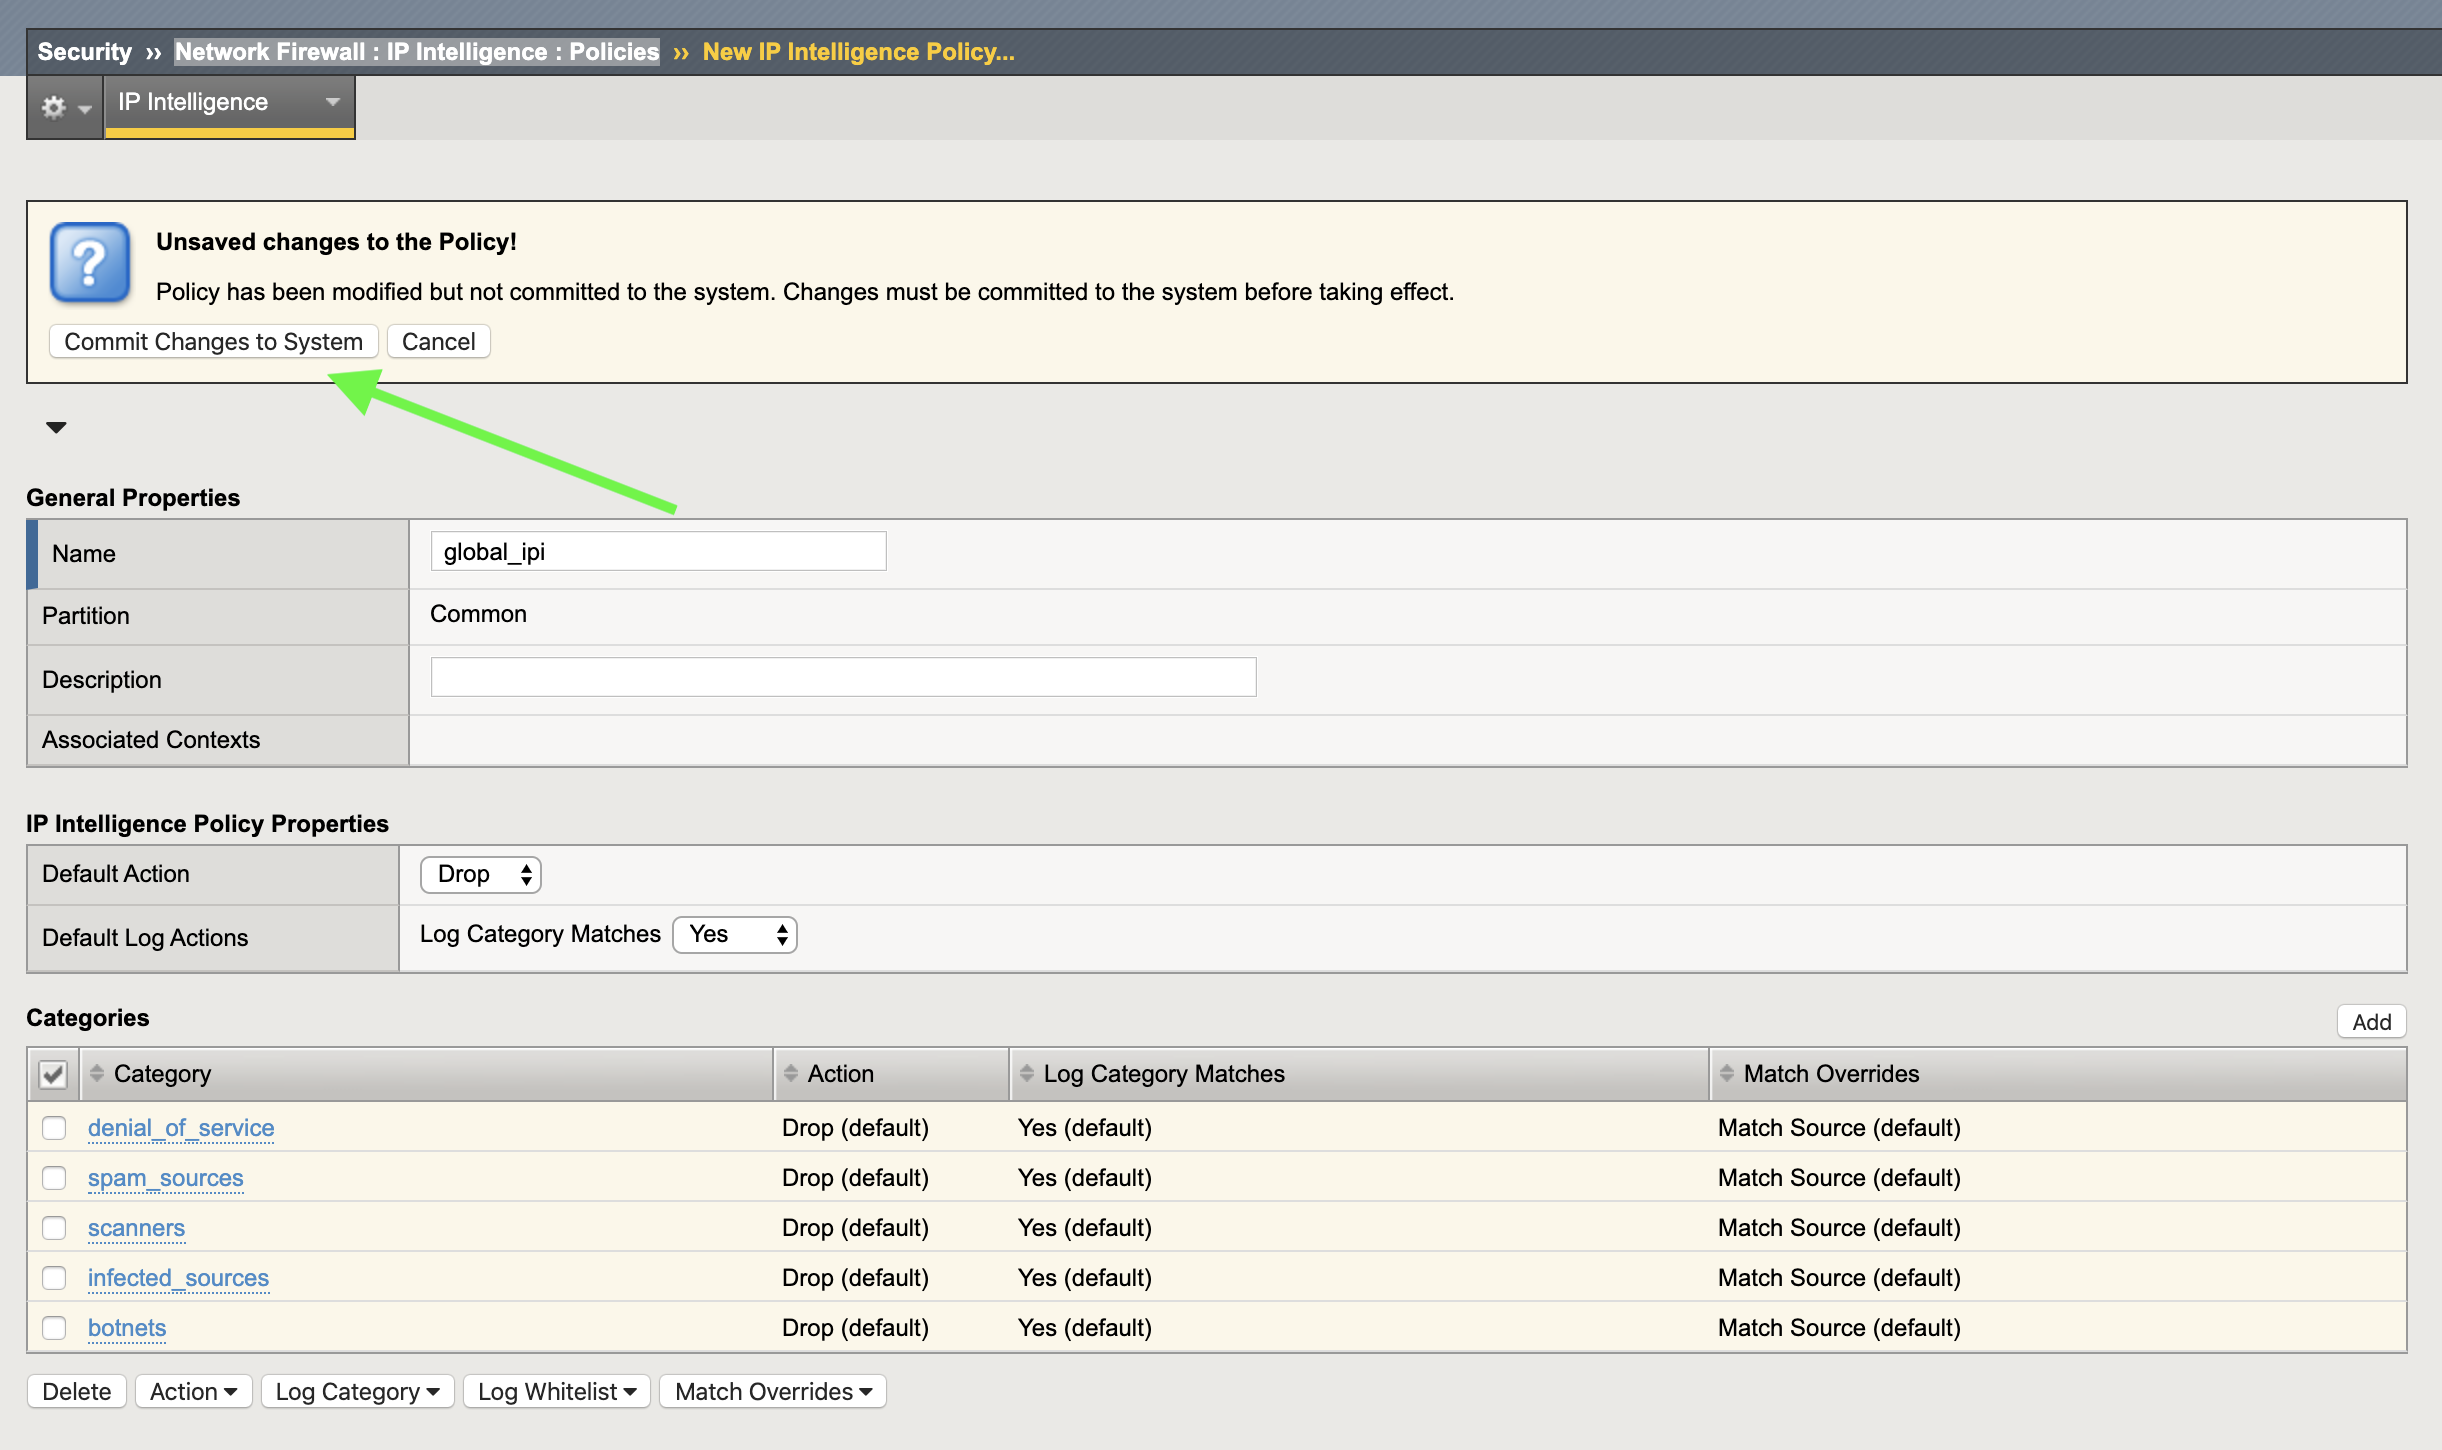 Security ›› Network Firewall : IP Intelligence : Policies ›› New IP Intelligence Policy...
IP Intelligence
?
Unsaved changes to the Policy!
Policy has been modified but not committed to the system. Changes must be committed to the system before taking effect.
Commit Changes to System Cancel
General Properties
Name global_ipi
Partition Common
Description
Associated Contexts
IP Intelligence Policy Properties
Default Action Drop
Default Log Actions Log Category Matches Yes
Categories Add
Category Action Log Category Matches Match Overrides
denial_of_service Drop (default) Yes (default) Match Source (default)
spam_sources Drop (default) Yes (default) Match Source (default)
scanners Drop (default) Yes (default) Match Source (default)
infected_sources Drop (default) Yes (default) Match Source (default)
botnets Drop (default) Yes (default) Match Source (default)
Delete Action Log Category Log Whitelist Match Overrides